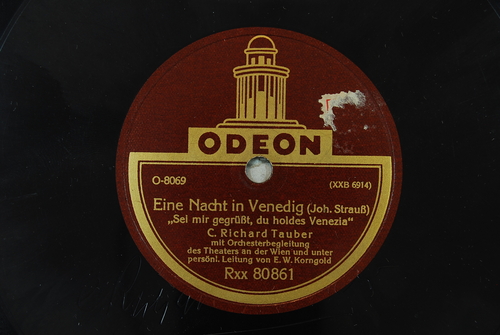 ODEON
O-8069
(XXB 6914)
Eine Nacht in Venedig (Joh. Strauß)
„Sei mir gegrüßt, du holdes Venezia“
C. Richard Tauber
mit Orchesterbegleitung
des Theaters an der Wien und unter
persönl. Leitung von E. W. Korngold
Rxx 80861